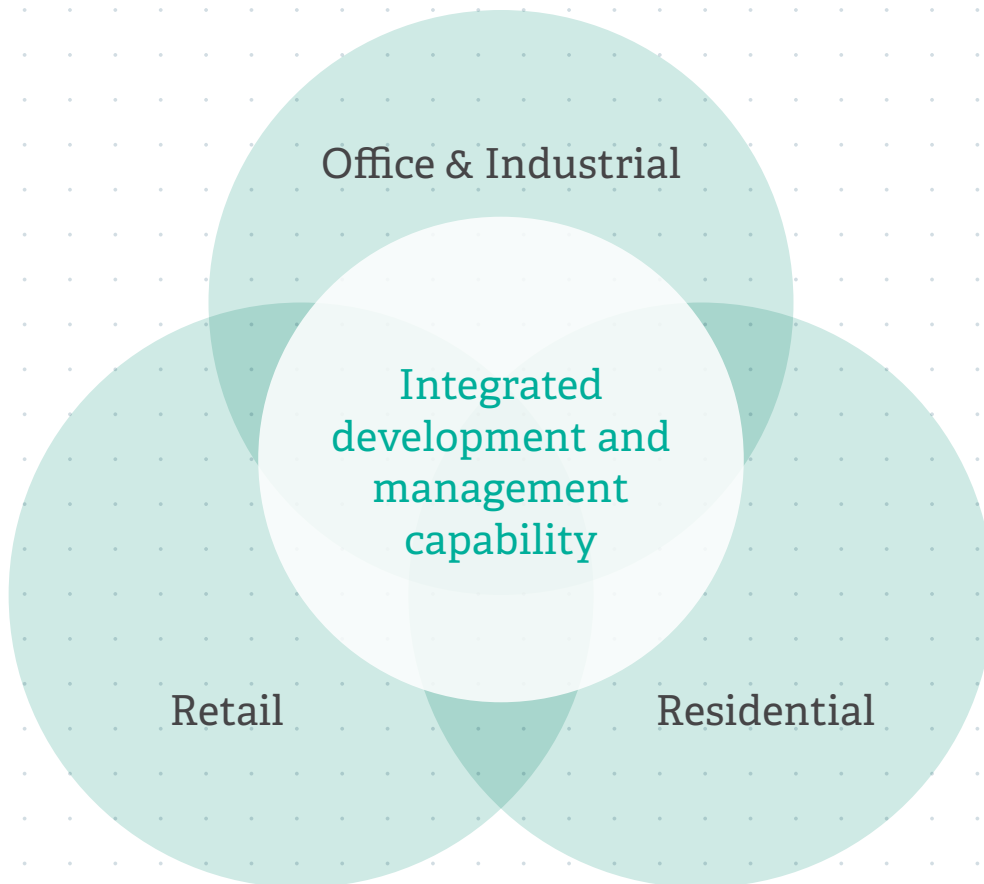 Office & Industrial
Integrated
development and
management
capability
Retail
Residential